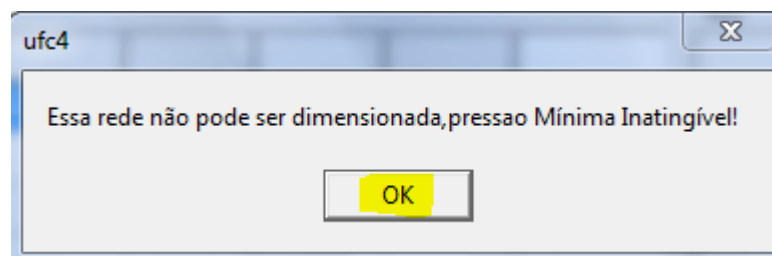 ufc4
Essa rede não pode ser dimensionada,pressao Mínima Inatingível!
OK